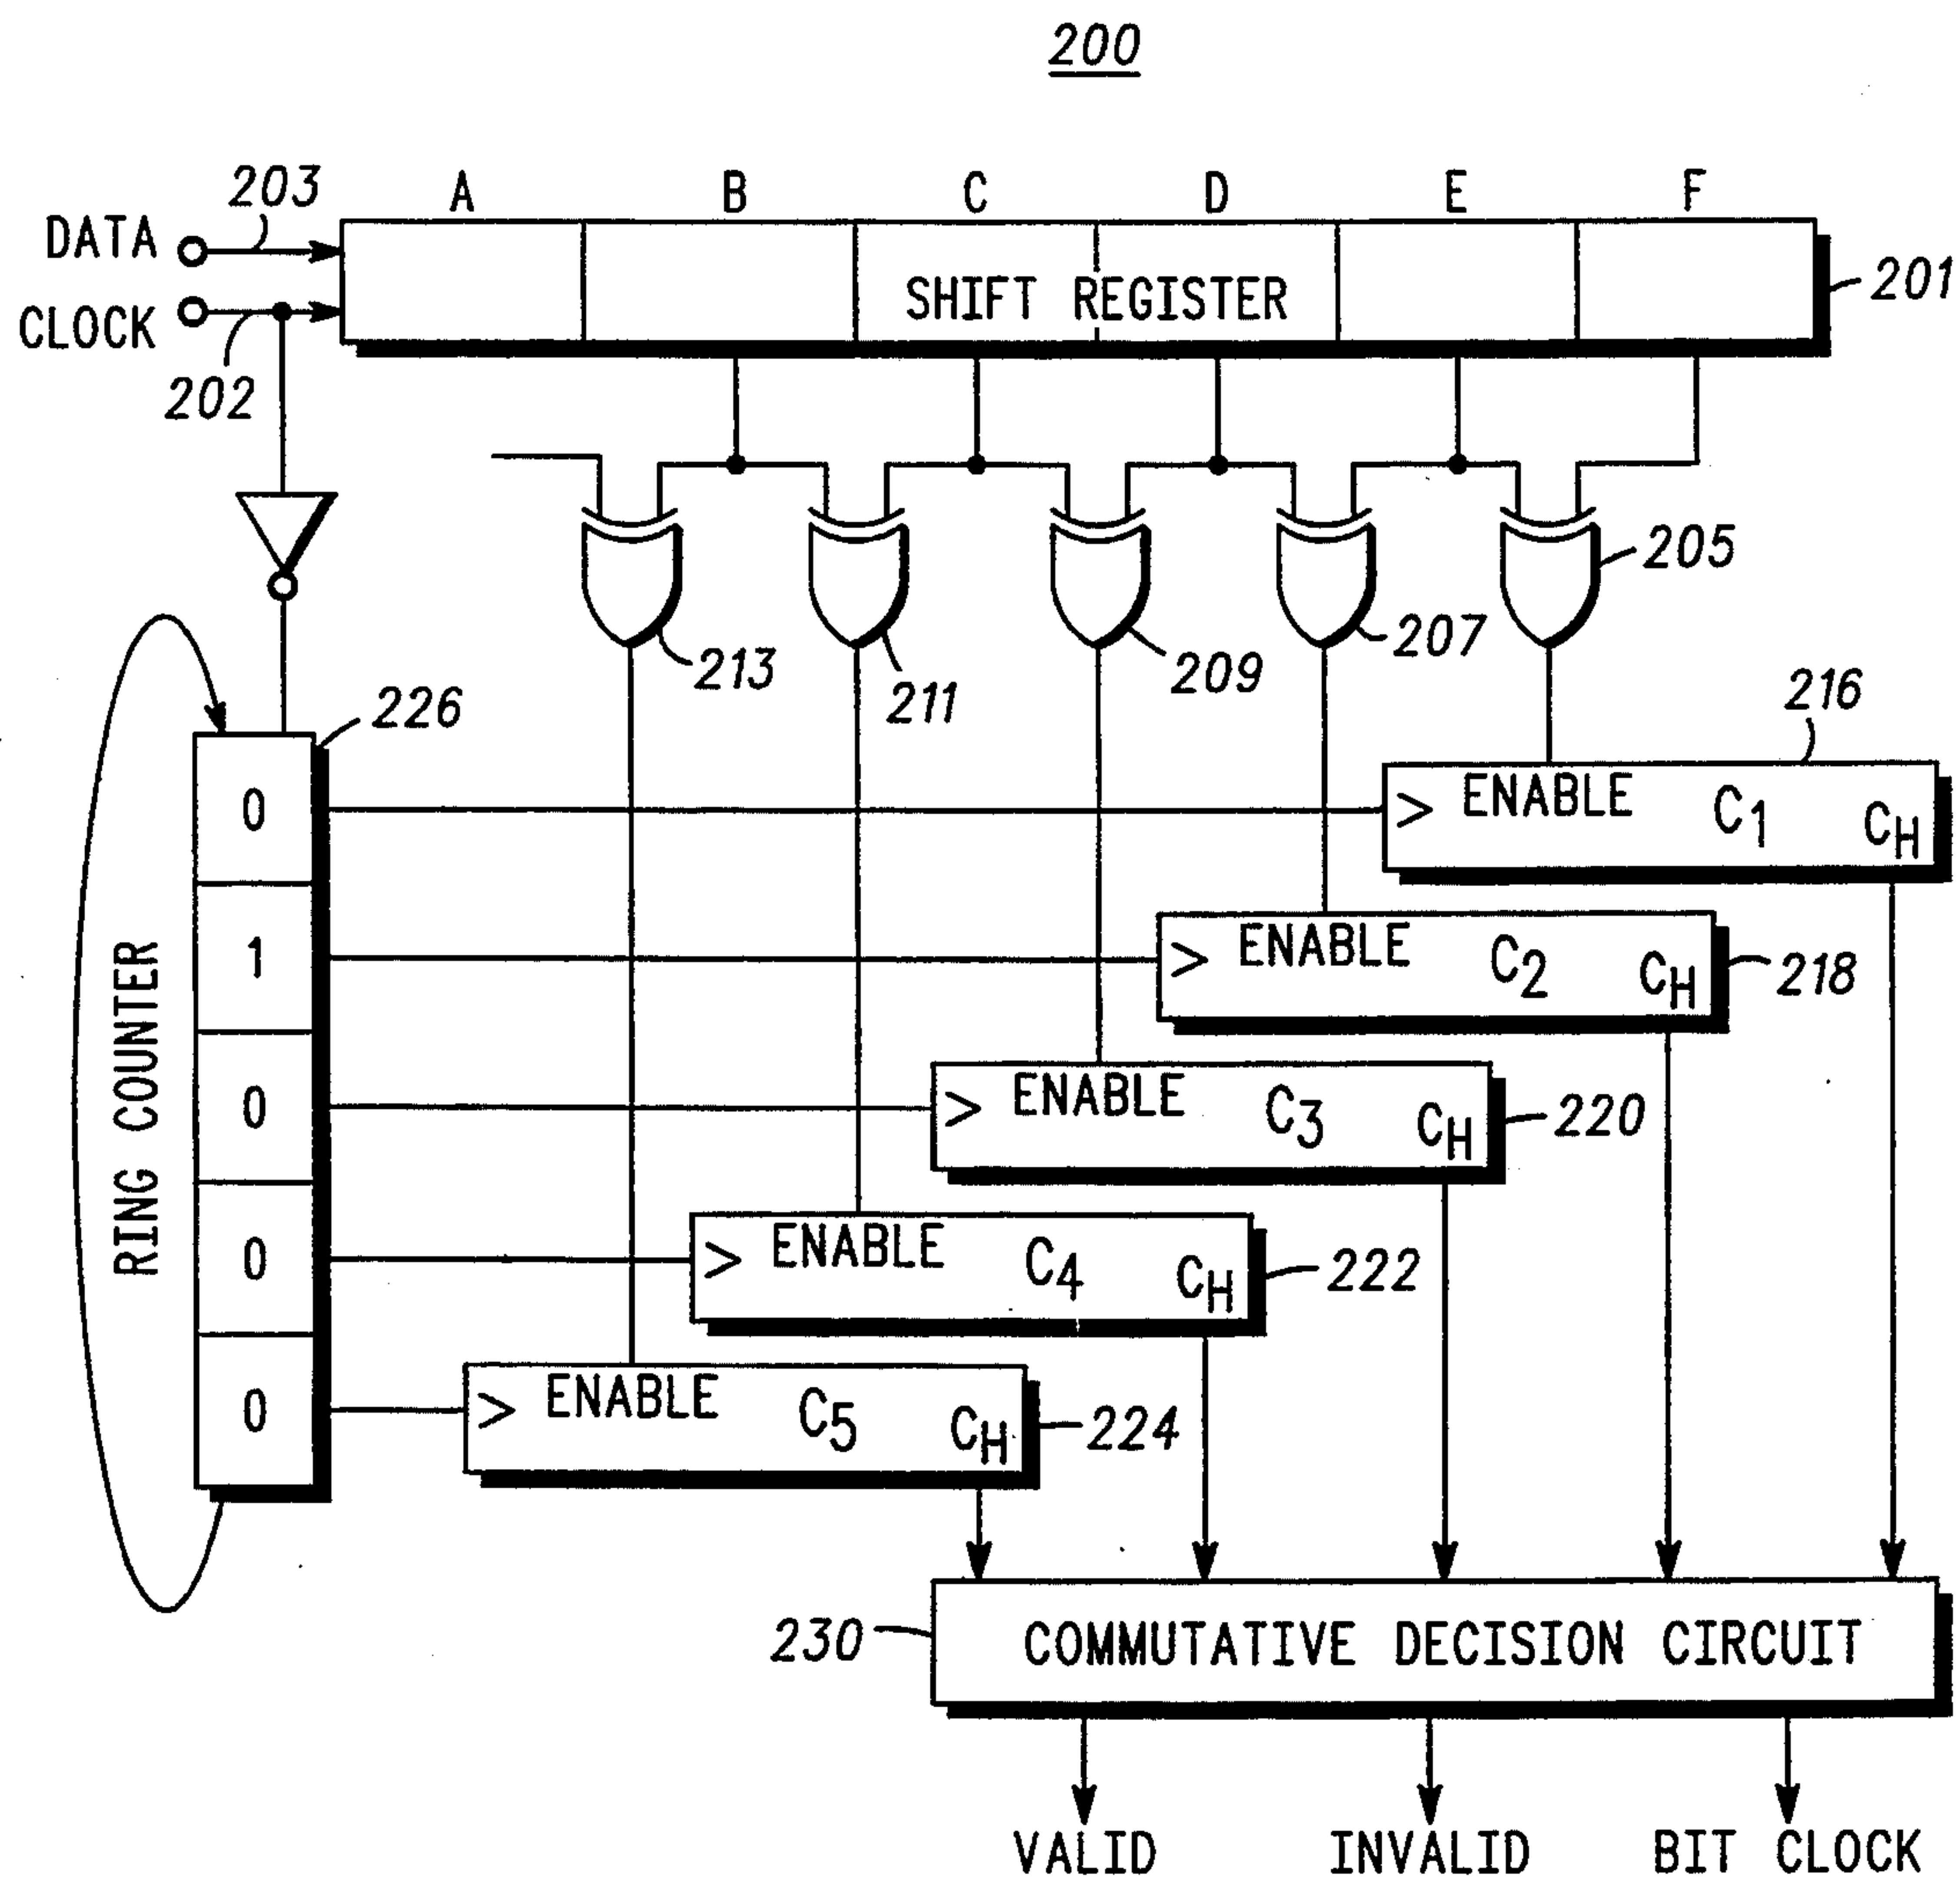 200
203
A B C D E F
DATA
CLOCK
SHIFT REGISTER
201
202
205
207
213
209
211
216
226
0
ENABLE C1 CH
1
ENABLE C2 CH
218
RING COUNTER
0
ENABLE C3 CH
220
0
ENABLE C4 CH
222
0
ENABLE C5 CH
224
230
COMMUTATIVE DECISION CIRCUIT
VALID INVALID BIT CLOCK